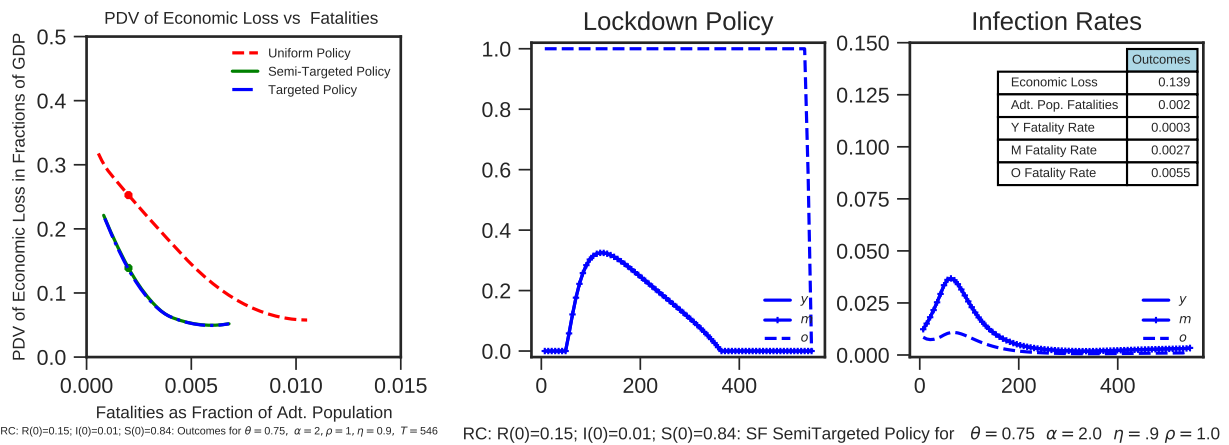 PDV of Economic Loss vs Fatalities
PDV of Economic Loss in Fractions of GDP
0.5
0.4
0.3
0.2
0.1
0.0
0.000
0.005
0.010
0.015
Uniform Policy
Semi-Targeted Policy
Targeted Policy
Fatalities as Fraction of Adt. Population
RC: R(0)=0.15; I(0)=0.01; S(0)=0.84: Outcomes for θ = 0.75, α = 2, ρ = 1, η = 0.9, T = 546
Lockdown Policy
1.0
0.8
0.6
0.4
0.2
0.0
0
200
400
y
m
o
Infection Rates
0.150
0.125
0.100
0.075
0.050
0.025
0.000
0
200
400
Outcomes
Economic Loss 0.139
Adt. Pop. Fatalities 0.002
Y Fatality Rate 0.0003
M Fatality Rate 0.0027
O Fatality Rate 0.0055
y
m
o
RC: R(0)=0.15; I(0)=0.01; S(0)=0.84: SF SemiTargeted Policy for θ = 0.75 α = 2.0 η = .9 ρ = 1.0